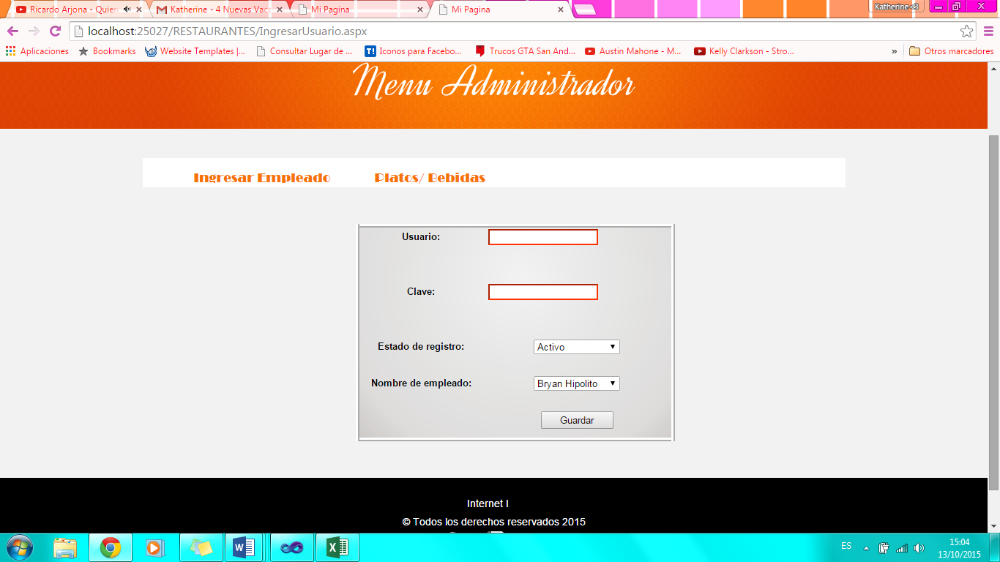 Ricardo Arjona - Quien
Katherine - 4 Nuevas Vaca
Mi Pagina
Mi Pagina
Katherine<3
localhost:25027/RESTAURANTES/IngresarUsuario.aspx
Aplicaciones
Bookmarks
Website Templates |...
Consultar Lugar de ...
T!
Iconos para Facebo...
Trucos GTA San And...
Austin Mahone - M...
Kelly Clarkson - Stro...
»
Otros marcadores
Menu Administrador
Ingresar Empleado
Platos/ Bebidas
Usuario:
Clave:
Estado de registro:
Activo
Nombre de empleado:
Bryan Hipolito
Guardar
Internet I
© Todos los derechos reservados 2015
ES
15:04
13/10/2015